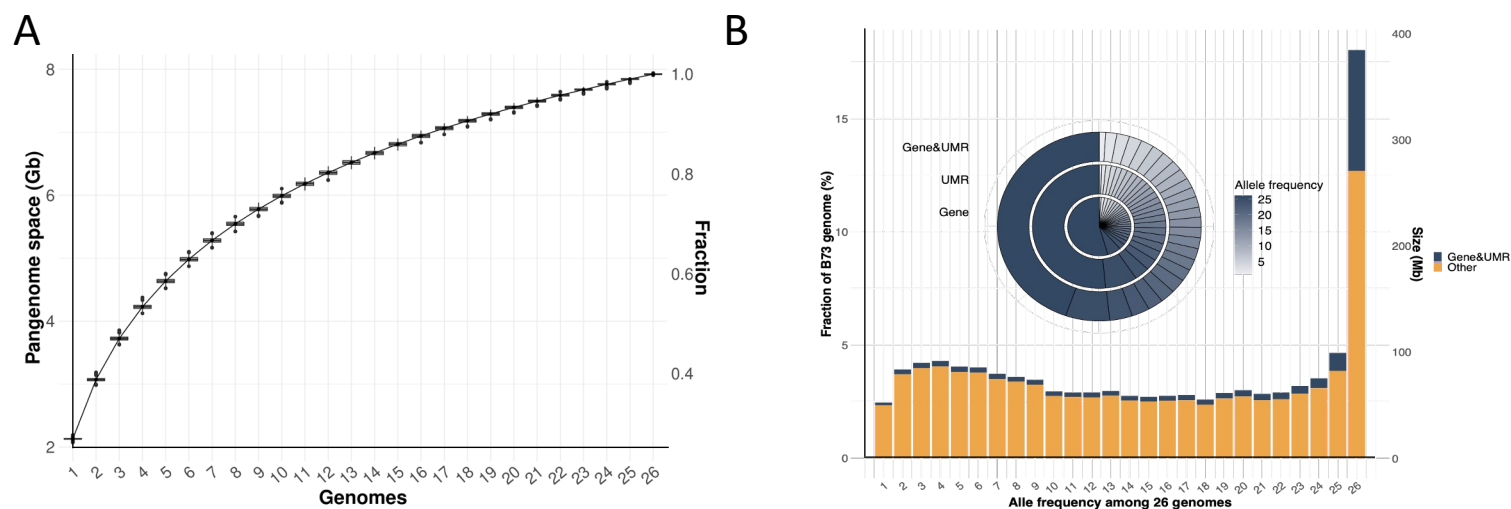 A
Pangenome space (Gb)
8
6
4
2
1.0
0.8
0.6
0.4
Fraction
1 2 3 4 5 6 7 8 9 10 11 12 13 14 15 16 17 18 19 20 21 22 23 24 25 26
Genomes
B
Fraction of B73 genome (%)
15
10
5
0
Gene&UMR
UMR
Gene
Allele frequency
25
20
15
10
5
400
300
200
100
0
Size (Mb)
Gene&UMR
Other
1 2 3 4 5 6 7 8 9 10 11 12 13 14 15 16 17 18 19 20 21 22 23 24 25 26
Alle frequency among 26 genomes